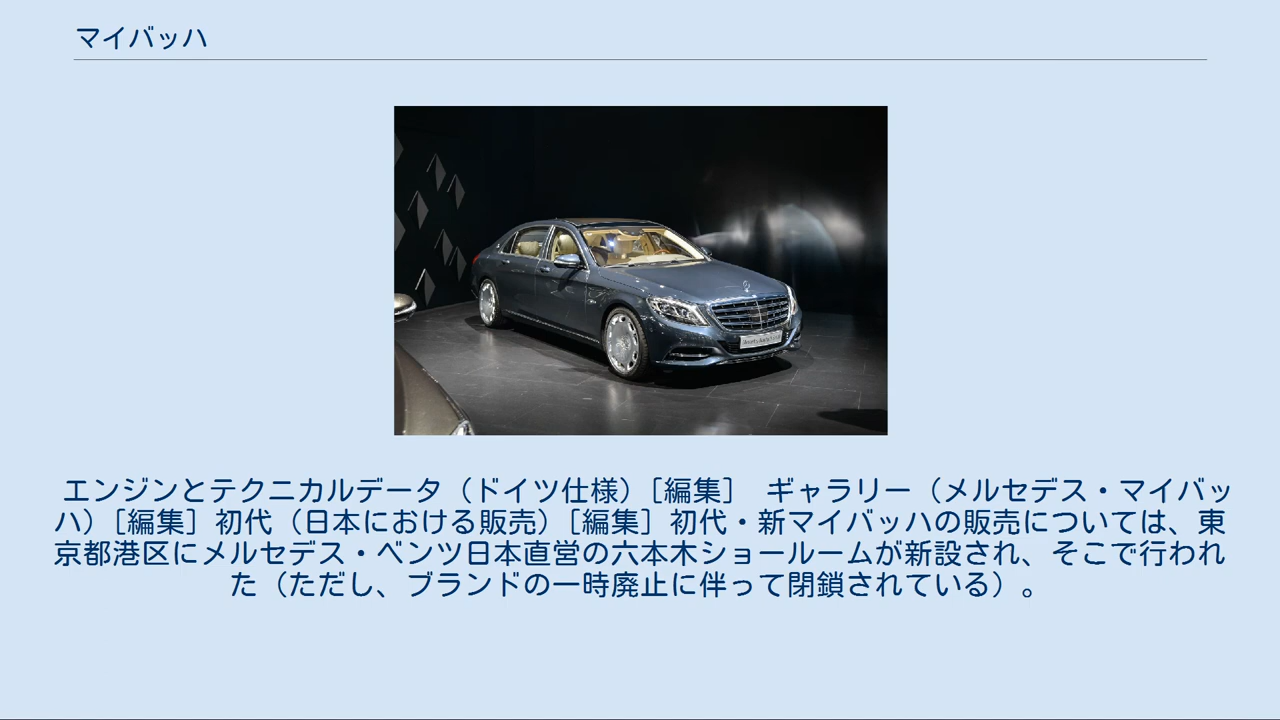 マイバッハ
エンジンとテクニカルデータ（ドイツ仕様）［編集］ ギャラリー（メルセデス・マイバッ
ハ）［編集］初代（日本における販売）［編集］初代・新マイバッハの販売については、東
京都港区にメルセデス・ベンツ日本直営の六本木ショールームが新設され、そこで行われ
た（ただし、ブランドの一時廃止に伴って閉鎖されている）。